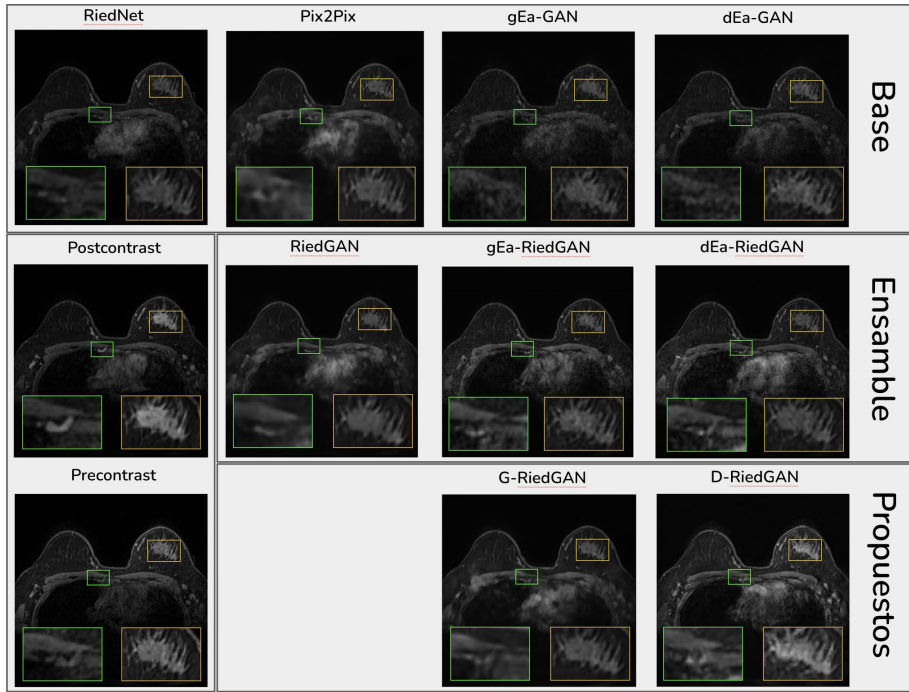 RiedNet
Pix2Pix
gEa-GAN
dEa-GAN
Base
Postcontrast
RiedGAN
gEa-RiedGAN
dEa-RiedGAN
Ensamble
Precontrast
G-RiedGAN
D-RiedGAN
Propuestos